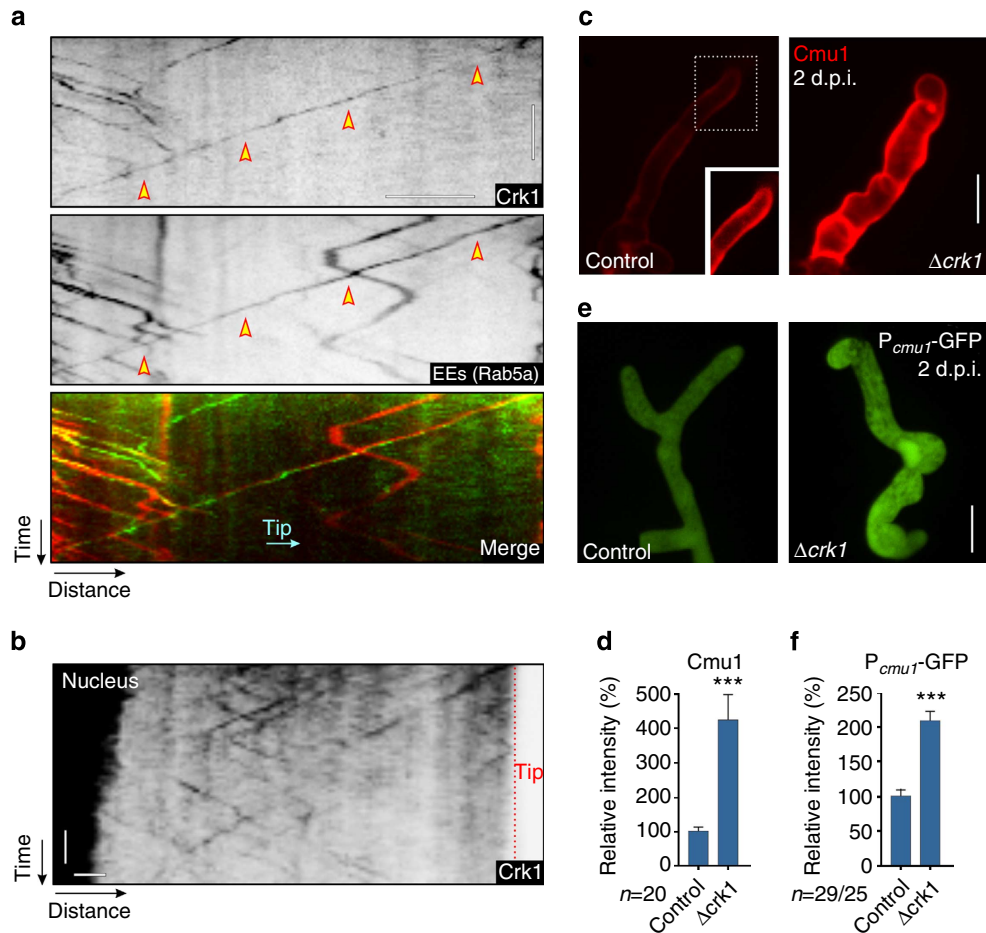 a
Crk1
EEs (Rab5a)
Tip
Merge
Time
Distance
b
Nucleus
Tip
Crk1
Time
Distance
c
Control
Cmu1
2 d.p.i.
Δcrk1
e
Control
Pcmu1-GFP
2 d.p.i.
Δcrk1
d
Cmu1
***
Relative intensity (%)
500
400
300
200
100
0
n=20
Control
Δcrk1
f
Pcmu1-GFP
***
Relative intensity (%)
250
200
150
100
50
0
n=29/25
Control
Δcrk1